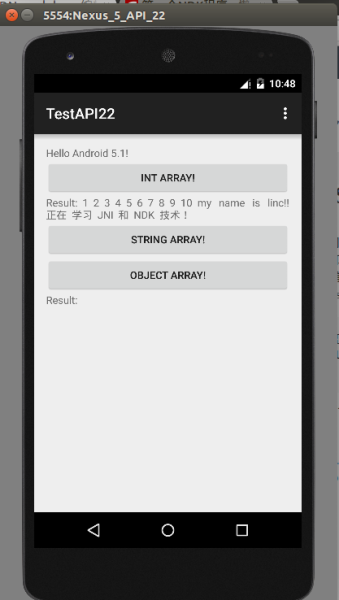 5554:Nexus_5_API_22
10:48
TestAPI22
Hello Android 5.1!
INT ARRAY!
Result: 1 2 3 4 5 6 7 8 9 10 my name is linc!!
正在 学习 JNI 和 NDK 技术！
STRING ARRAY!
OBJECT ARRAY!
Result: